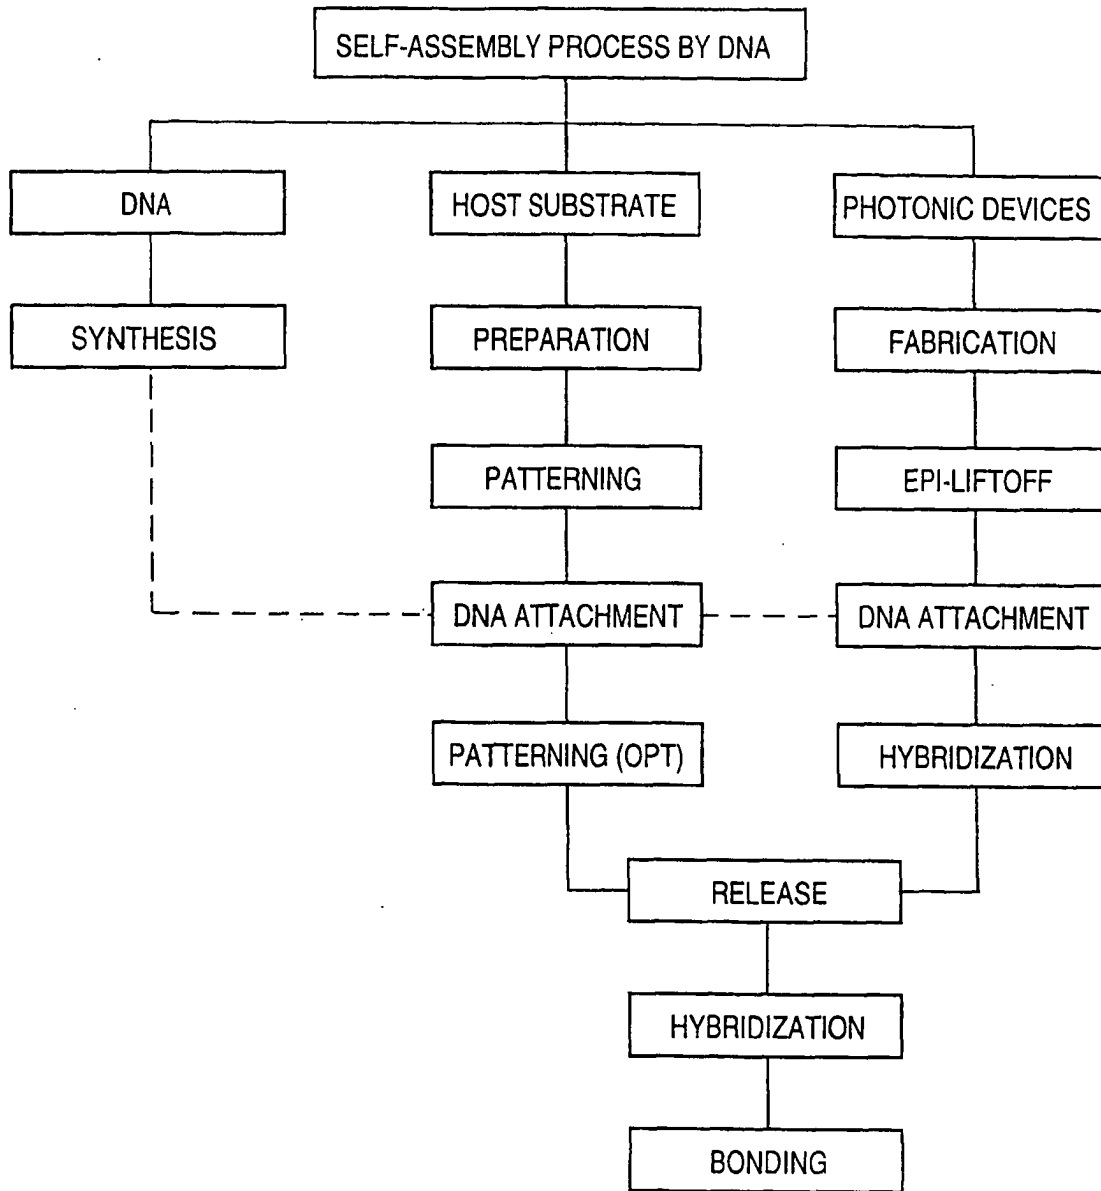 SELF-ASSEMBLY PROCESS BY DNA
DNA
HOST SUBSTRATE
PHOTONIC DEVICES
SYNTHESIS
PREPARATION
FABRICATION
PATTERNING
EPI-LIFTOFF
DNA ATTACHMENT
DNA ATTACHMENT
PATTERNING (OPT)
HYBRIDIZATION
RELEASE
HYBRIDIZATION
BONDING